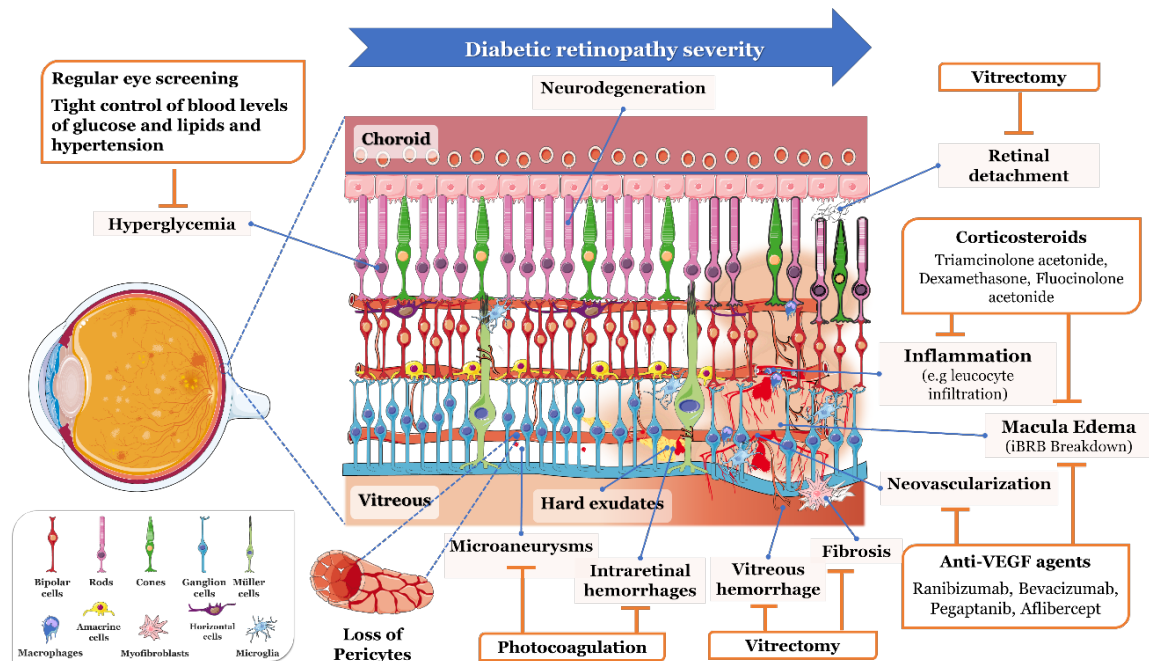 Diabetic retinopathy severity
Regular eye screening
Tight control of blood levels
of glucose and lipids and
hypertension
Hyperglycemia
Neurodegeneration
Vitrectomy
Retinal
detachment
Choroid
Corticosteroids
Triamcinolone acetonide,
Dexamethasone, Fluocinolone
acetonide
Inflammation
(e.g leucocyte
infiltration)
Macula Edema
(iBRB Breakdown)
Neovascularization
Vitreous
Hard exudates
Microaneurysms
Intraretinal
hemorrhages
Vitreous
hemorrhage
Fibrosis
Anti-VEGF agents
Ranibizumab, Bevacizumab,
Pegaptanib, Aflibercept
Loss of
Pericytes
Photocoagulation
Vitrectomy
Bipolar
cells
Rods
Cones
Ganglion
cells
Müller
cells
Macrophages
Amacrine
cells
Myofibroblasts
Horizontal
cells
Microglia